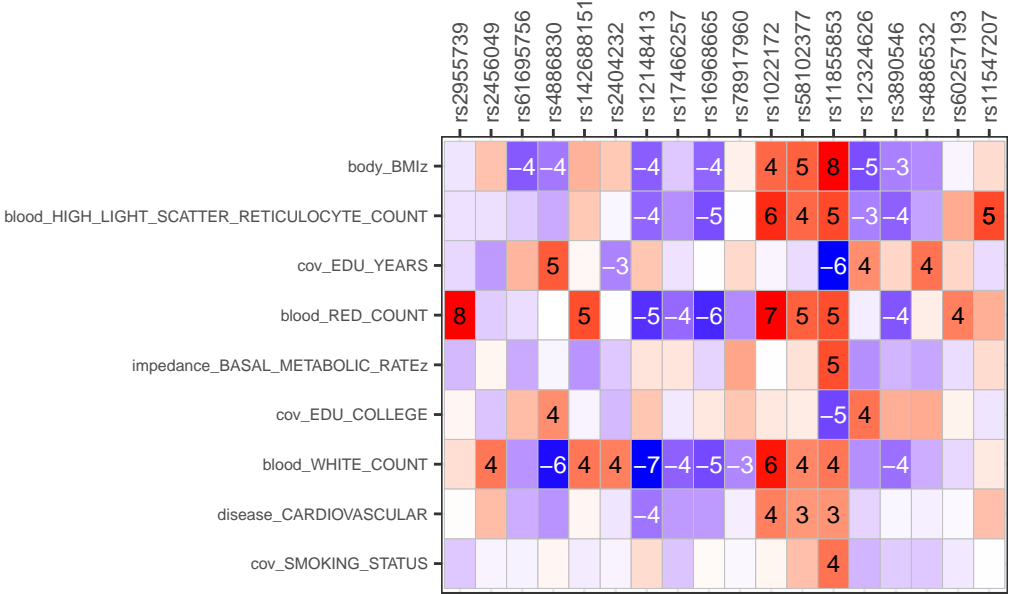 rs2955739 rs2456049 rs61695756 rs4886830 rs142688151 rs2404232 rs12148413 rs17466257 rs16968665 rs78917960 rs1022172 rs58102377 rs11855853 rs12324626 rs3890546 rs4886532 rs60257193 rs11547207
body_BMIz −4 −4 −4 −4 4 5 8 −5 −3
blood_HIGH_LIGHT_SCATTER_RETICULOCYTE_COUNT −4 −5 6 4 5 −3 −4 5
cov_EDU_YEARS 5 −3 −6 4 4
blood_RED_COUNT 8 5 −5 −4 −6 7 5 5 −4 4
impedance_BASAL_METABOLIC_RATEz 5
cov_EDU_COLLEGE 4 −5 4
blood_WHITE_COUNT 4 −6 4 4 −7 −4 −5 −3 6 4 4 −4
disease_CARDIOVASCULAR −4 4 3 3
cov_SMOKING_STATUS 4